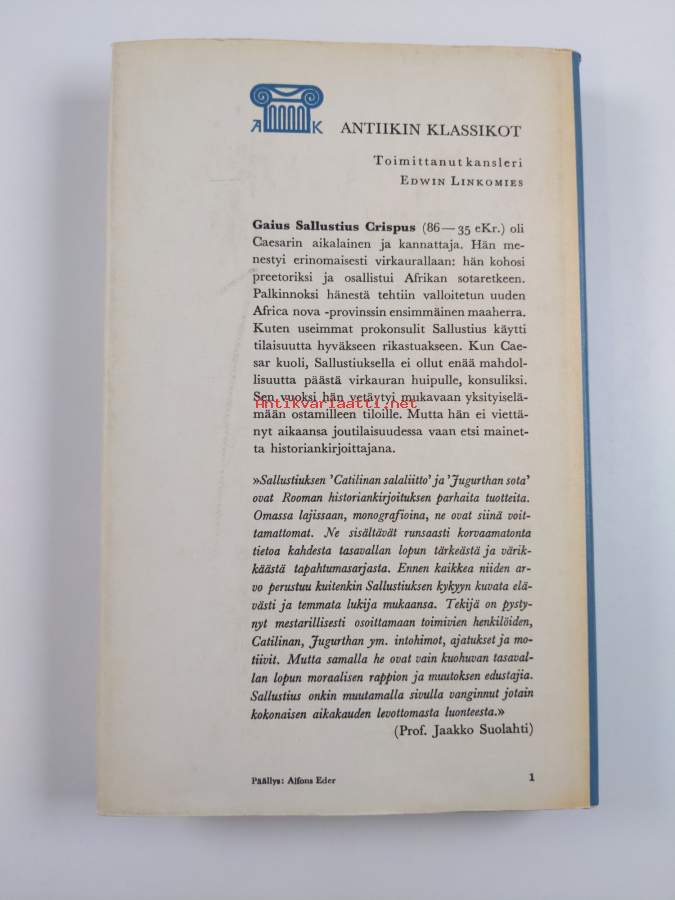 A K
ANTIIKIN KLASSIKOT
Toimittanut kansleri
EDWIN LINKOMIES
Gaius Sallustius Crispus (86—35 eKr.) oli
Caesarin aikalainen ja kannattaja. Hän me-
nestyi erinomaisesti virkaurallaan: hän kohosi
preetoriksi ja osallistui Afrikan sotaretkeen.
Palkinnoksi hänestä tehtiin valloitetun uuden
Africa nova -provinssin ensimmäinen maaherra.
Kuten useimmat prokonsulit Sallustius käytti
tilaisuutta hyväkseen rikastuakseen. Kun Cae-
sar kuoli, Sallustiuksella ei ollut enää mahdol-
lisuutta päästä virkauran huipulle, konsuliksi.
Sen vuoksi hän vetäytyi mukavaan yksityiselä-
Antikvariaatti.net
mään ostamilleen tiloille. Mutta hän ei viettä-
nyt aikaansa joutilaisuudessa vaan etsi mainet-
ta historiankirjoittajana.
»Sallustiuksen 'Catilinan salaliitto' ja 'Jugurthan sota'
ovat Rooman historiankirjoituksen parhaita tuotteita.
Omassa lajissaan, monografioina, ne ovat siinä voit-
tamattomat. Ne sisältävät runsaasti korvaamatonta
tietoa kahdesta tasavallan lopun tärkeästä ja värik-
käästä tapahtumasarjasta. Ennen kaikkea niiden ar-
vo perustuu kuitenkin Sallustiuksen kykyyn kuvata elä-
västi ja temmata lukija mukaansa. Tekijä on pysty-
nyt mestarillisesti osoittamaan toimivien henkilöiden,
Catilinan, Jugurthan ym. intohimot, ajatukset ja mo-
tiivit. Mutta samalla he ovat vain kuohuvan tasaval-
lan lopun moraalisen rappion ja muutoksen edustajia.
Sallustius onkin muutamalla sivulla vanginnut jotain
kokonaisen aikakauden levottomasta luonteesta.»
(Prof. Jaakko Suolahti)
Päällys: Alfons Eder
1